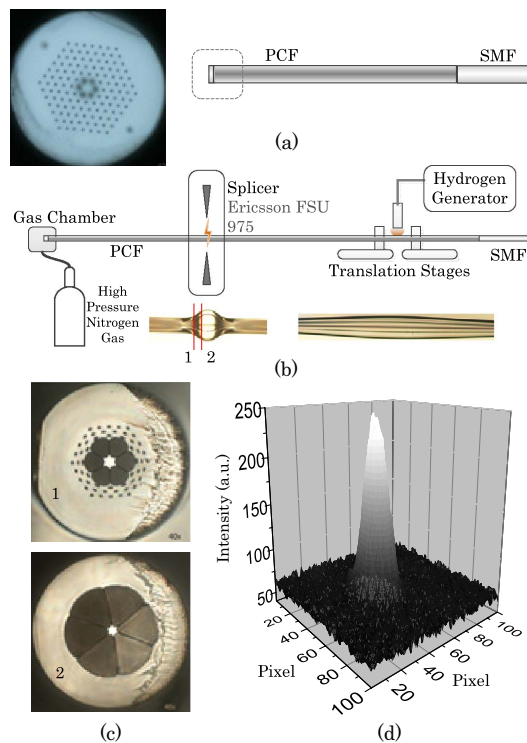 PCF
SMF
(a)
Splicer
Ericsson FSU
975
Hydrogen
Generator
Gas Chamber
PCF
SMF
Translation Stages
High
Pressure
Nitrogen
Gas
1 2
(b)
1
40x
2
(c)
250
200
150
100
50
Intensity (a.u.)
20
40
60
80
100
Pixel
20
40
60
80
100
Pixel
(d)